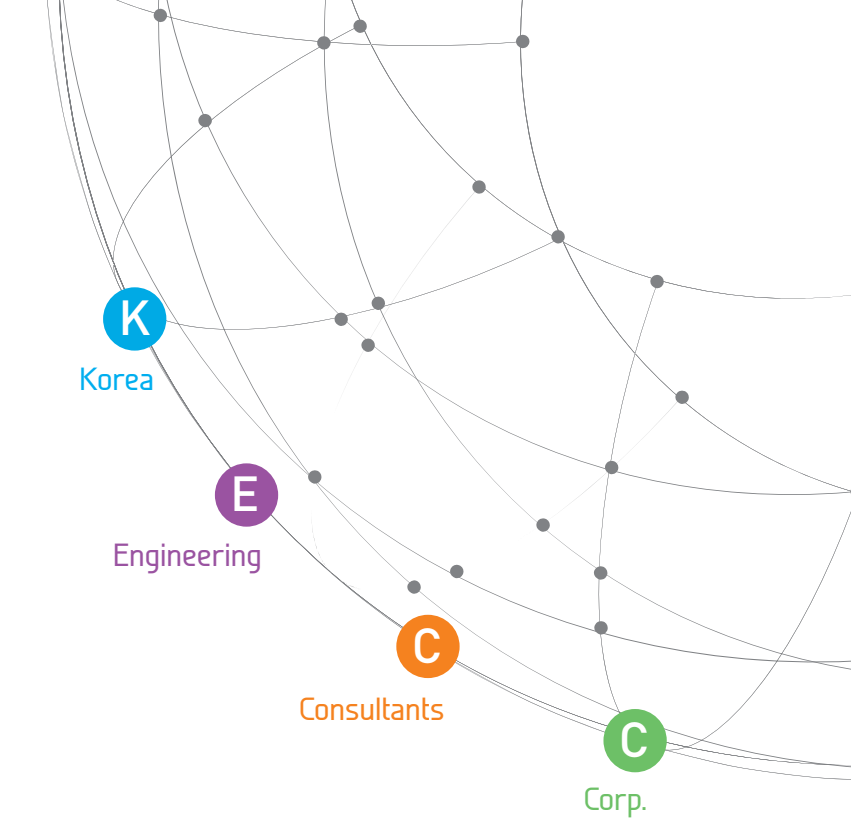 K
Korea
E
Engineering
C
Consultants
C
Corp.